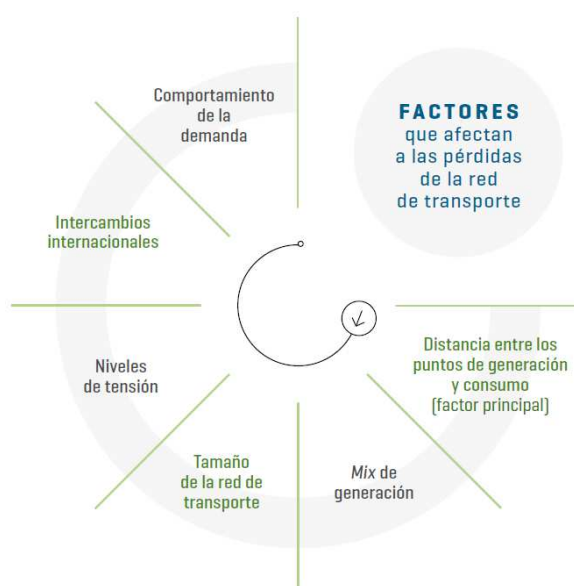 FACTORES
que afectan
a las pérdidas
de la red
de transporte
Distancia entre los
puntos de generación
y consumo
(factor principal)
Mix de
generación
Tamaño
de la red de
transporte
Niveles
de tensión
Intercambios
internacionales
Comportamiento
de la
demanda